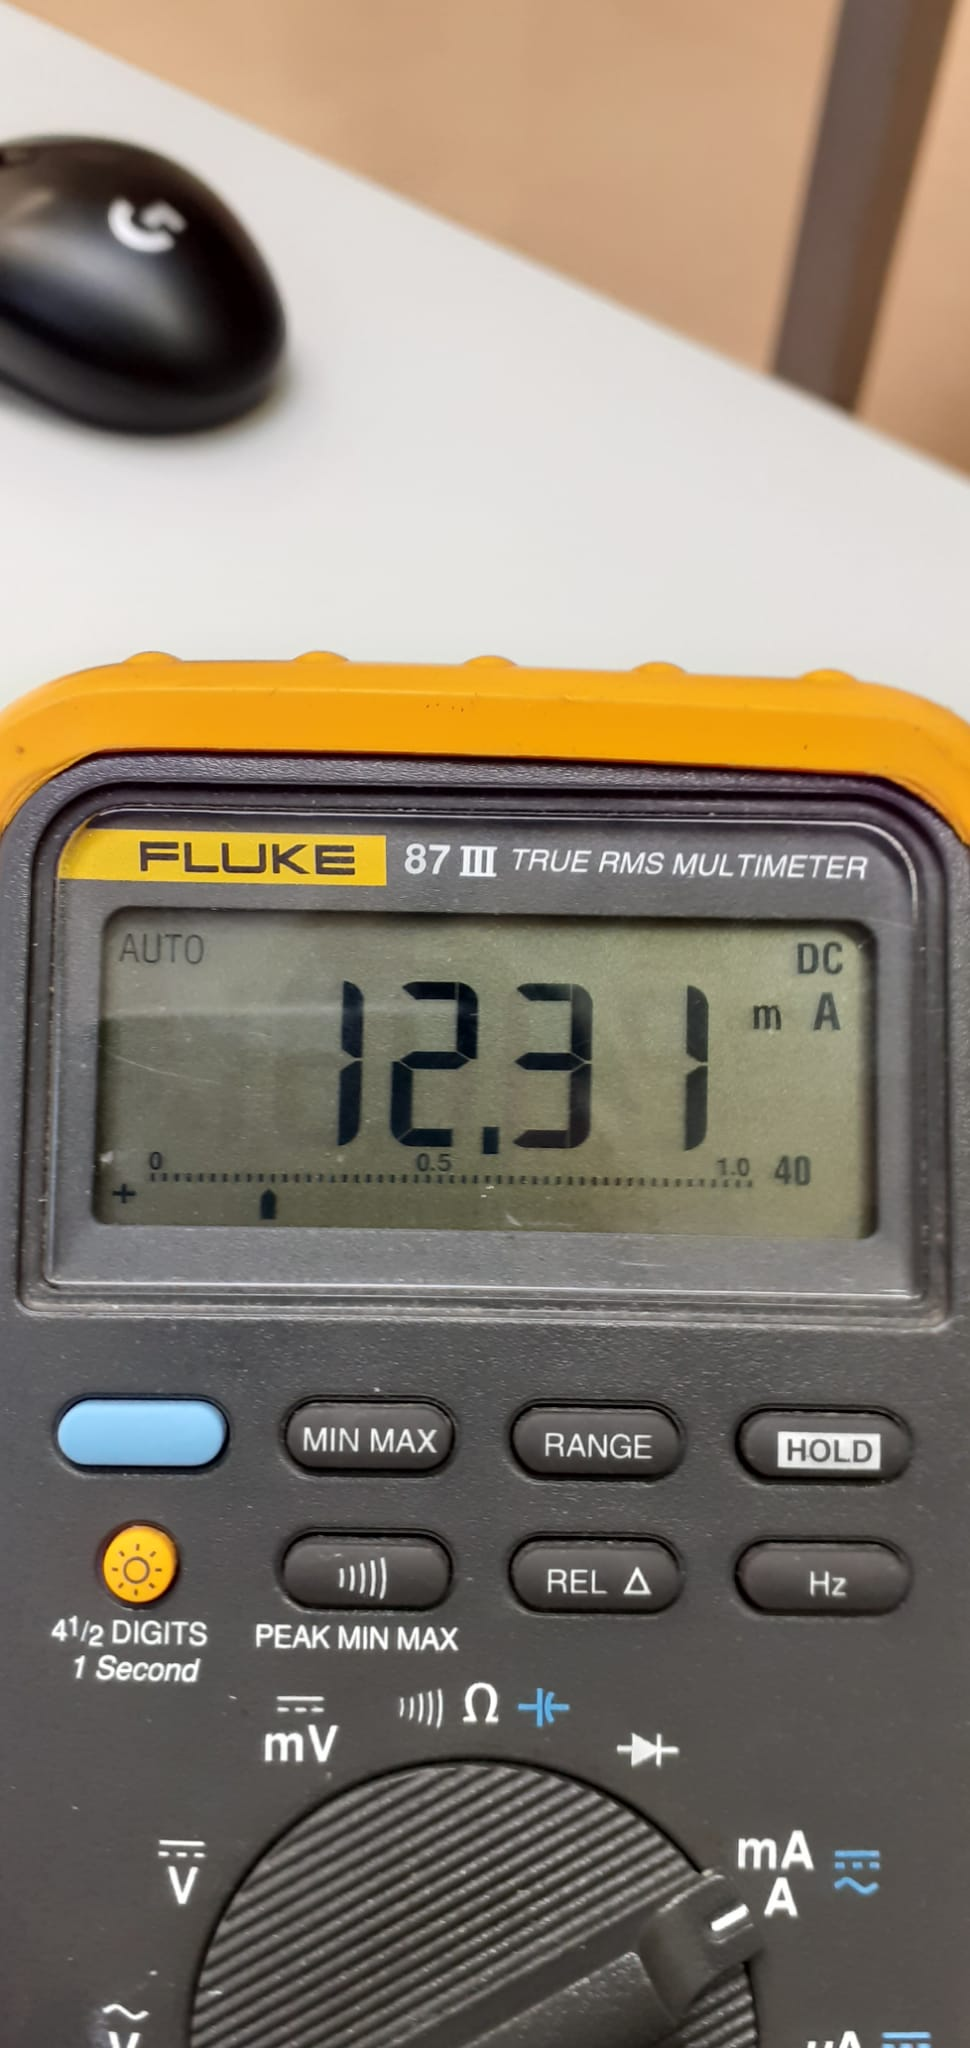 G
FLUKE 87 III TRUE RMS MULTIMETER
AUTO DC
12.31 m A
0 0.5 1.0 40
+
MIN MAX RANGE HOLD
REL Δ Hz
4½ DIGITS PEAK MIN MAX
1 Second
mV Ω
mA
V A
V µA